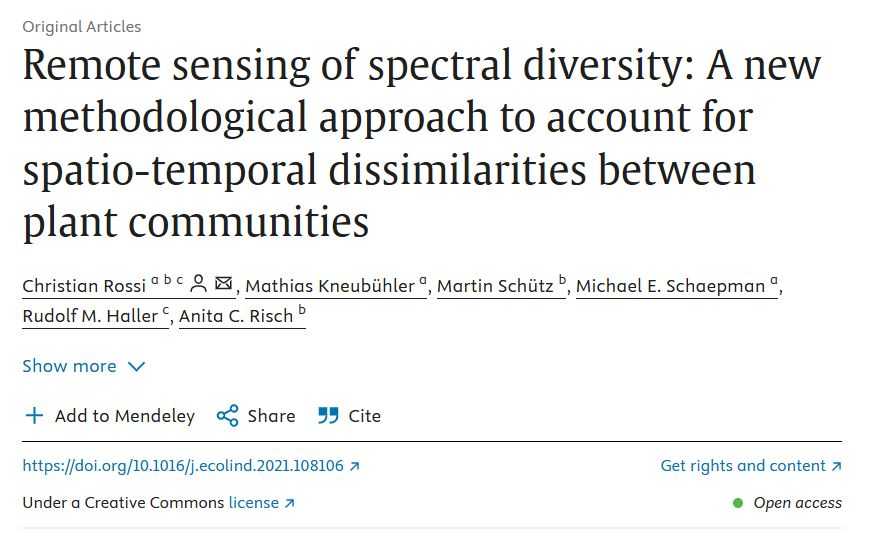 Original Articles
Remote sensing of spectral diversity: A new
methodological approach to account for
spatio-temporal dissimilarities between
plant communities
Christian Rossi a b c, Mathias Kneubühler a, Martin Schütz b, Michael E. Schaepman a,
Rudolf M. Haller c, Anita C. Risch b
Show more
Add to Mendeley Share Cite
https://doi.org/10.1016/j.ecolind.2021.108106 Get rights and content
Under a Creative Commons license Open access